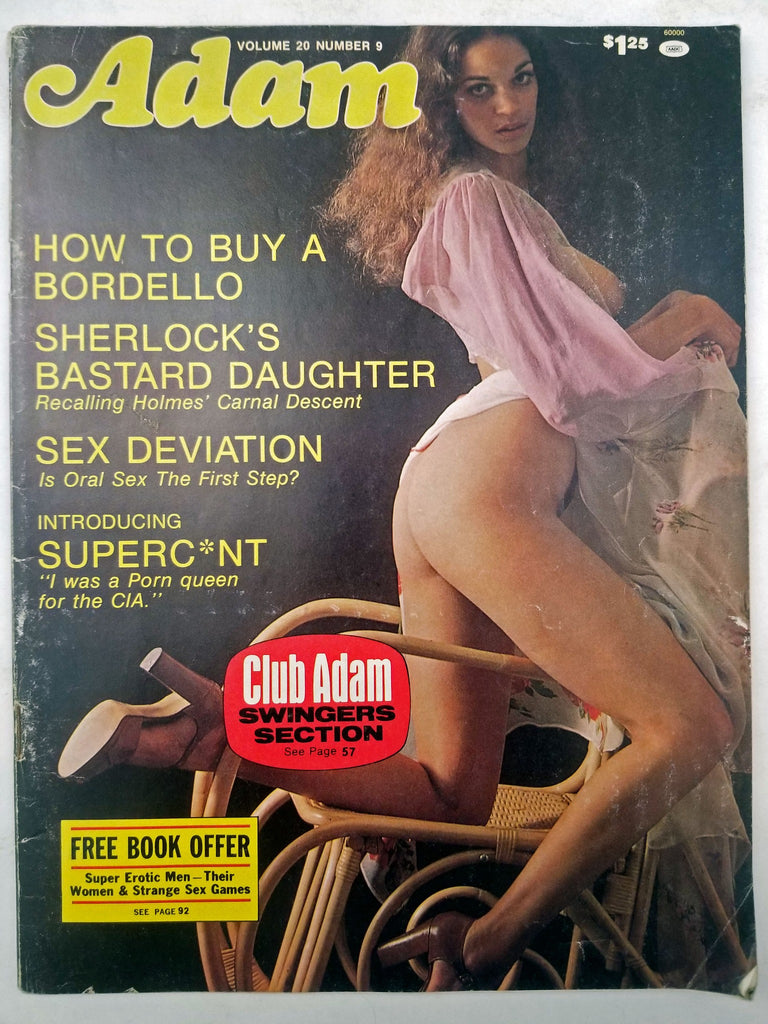 Adam
VOLUME 20 NUMBER 9
$1.25
60000
HOW TO BUY A
BORDELLO
SHERLOCK'S
BASTARD DAUGHTER
Recalling Holmes' Carnal Descent
SEX DEVIATION
Is Oral Sex The First Step?
INTRODUCING
SUPERC*NT
"I was a Porn queen
for the CIA."
Club Adam
SWINGERS
SECTION
See Page 57
FREE BOOK OFFER
Super Erotic Men—Their
Women & Strange Sex Games
SEE PAGE 92